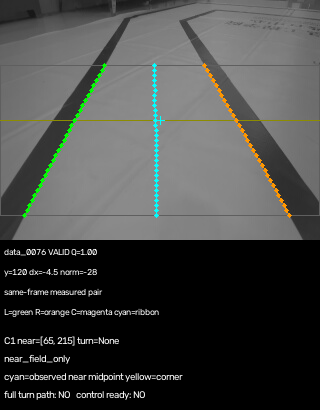 data_0076 VALID Q=1.00
y=120 dx=-4.5 norm=-28
same-frame measured pair
L=green R=orange C=magenta cyan=ribbon
C1 near=[65, 215] turn=None
near_field_only
cyan=observed near midpoint yellow=corner
full turn path: NO control ready: NO